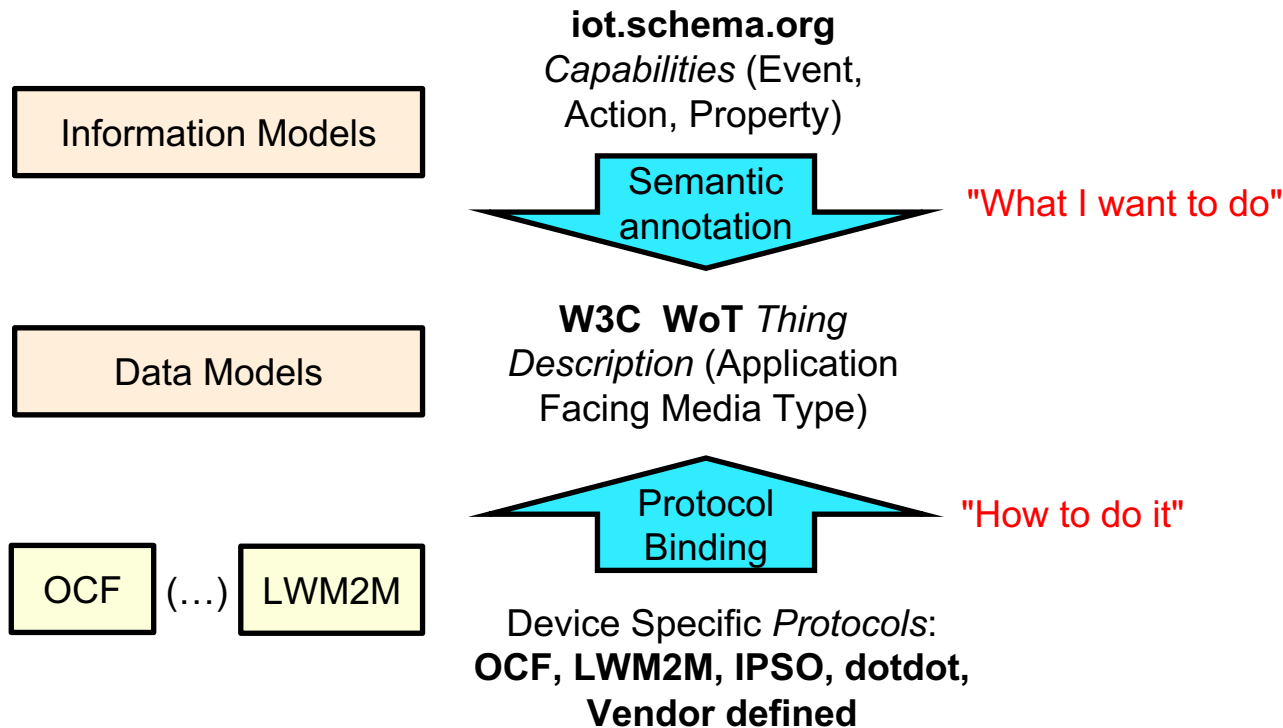 iot.schema.org
Capabilities (Event,
Action, Property)
Information Models
Semantic
annotation
"What I want to do"
W3C WoT Thing
Description (Application
Facing Media Type)
Data Models
Protocol
Binding
"How to do it"
OCF (...) LWM2M
Device Specific Protocols:
OCF, LWM2M, IPSO, dotdot,
Vendor defined